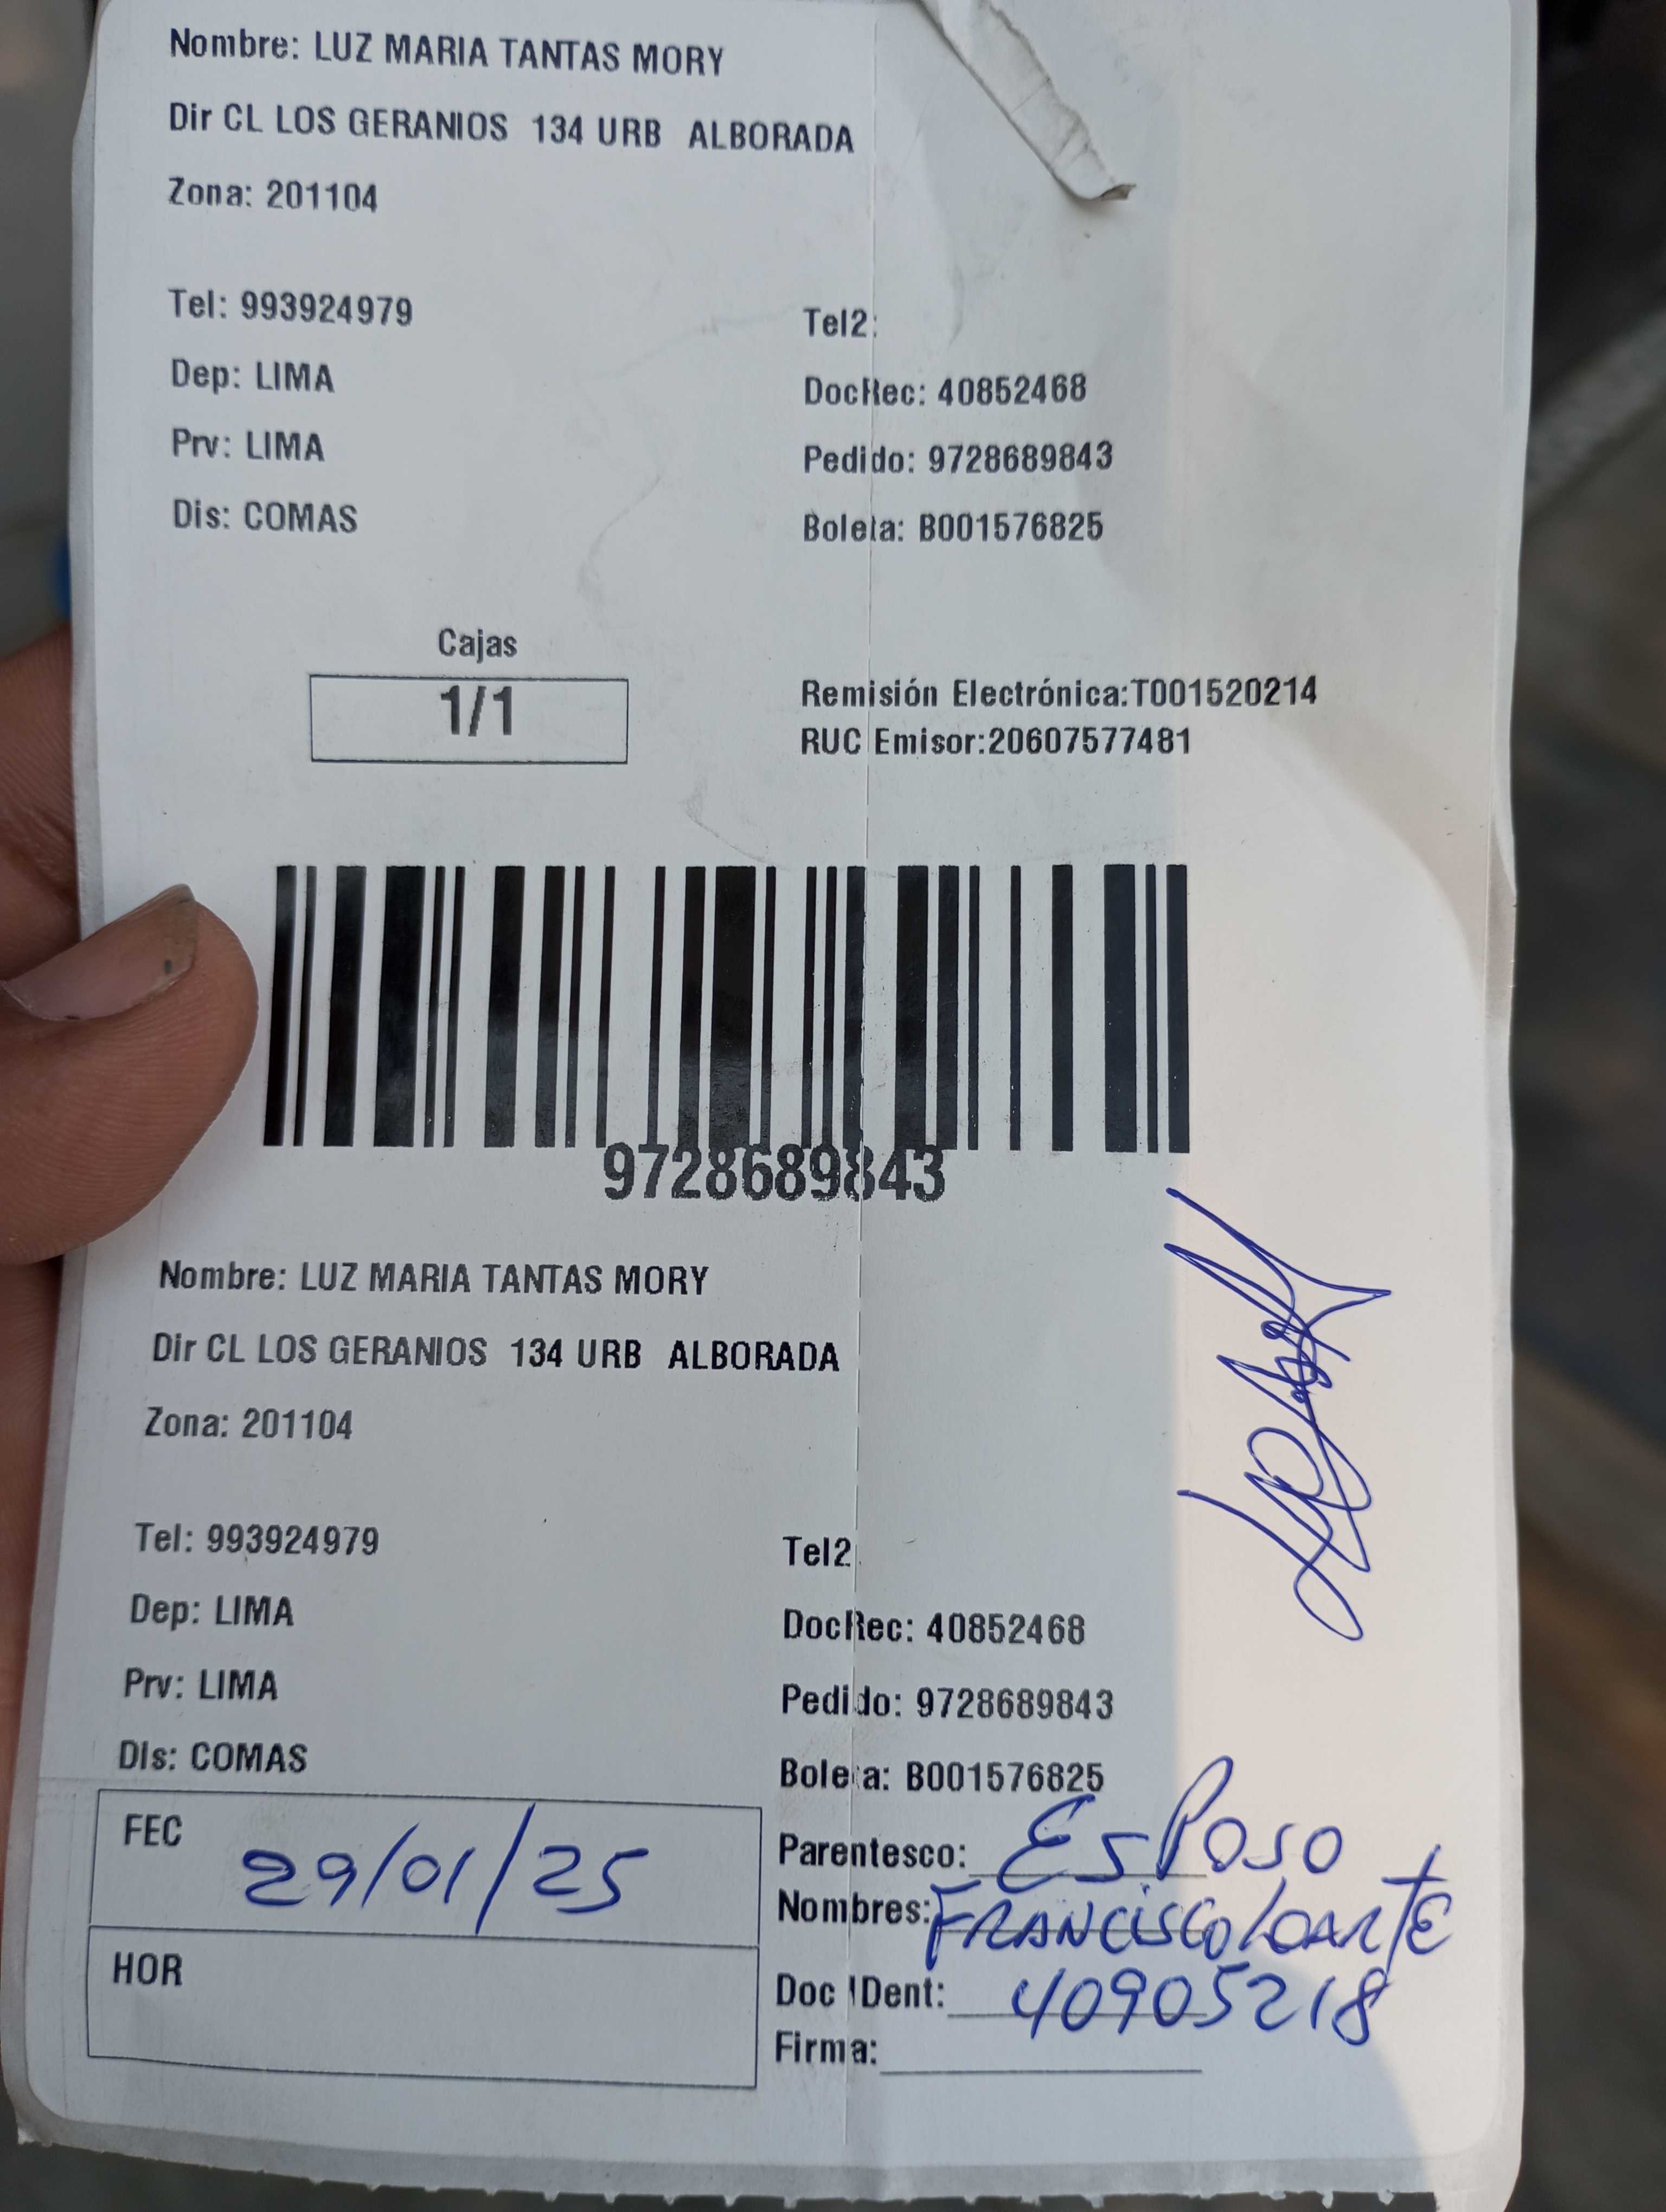 Nombre: LUZ MARIA TANTAS MORY
Dir CL LOS GERANIOS 134 URB ALBORADA
Zona: 201104
Tel: 993924979
Tel2:
Dep: LIMA
DocRec: 40852468
Prv: LIMA
Pedido: 9728689843
Dis: COMAS
Boleta: B001576825
Cajas
1/1
Remisión Electrónica:T001520214
RUC Emisor:20607577481
9728689843
Nombre: LUZ MARIA TANTAS MORY
Dir CL LOS GERANIOS 134 URB ALBORADA
Zona: 201104
Tel: 993924979
Tel2
Dep: LIMA
DocRec: 40852468
Prv: LIMA
Pedido: 9728689843
Dis: COMAS
Boleta: B001576825
FEC 29/01/25
Parentesco: EsPoso
Nombres: FRANCISCO LOARTE
HOR
Doc IDent: 40905218
Firma: